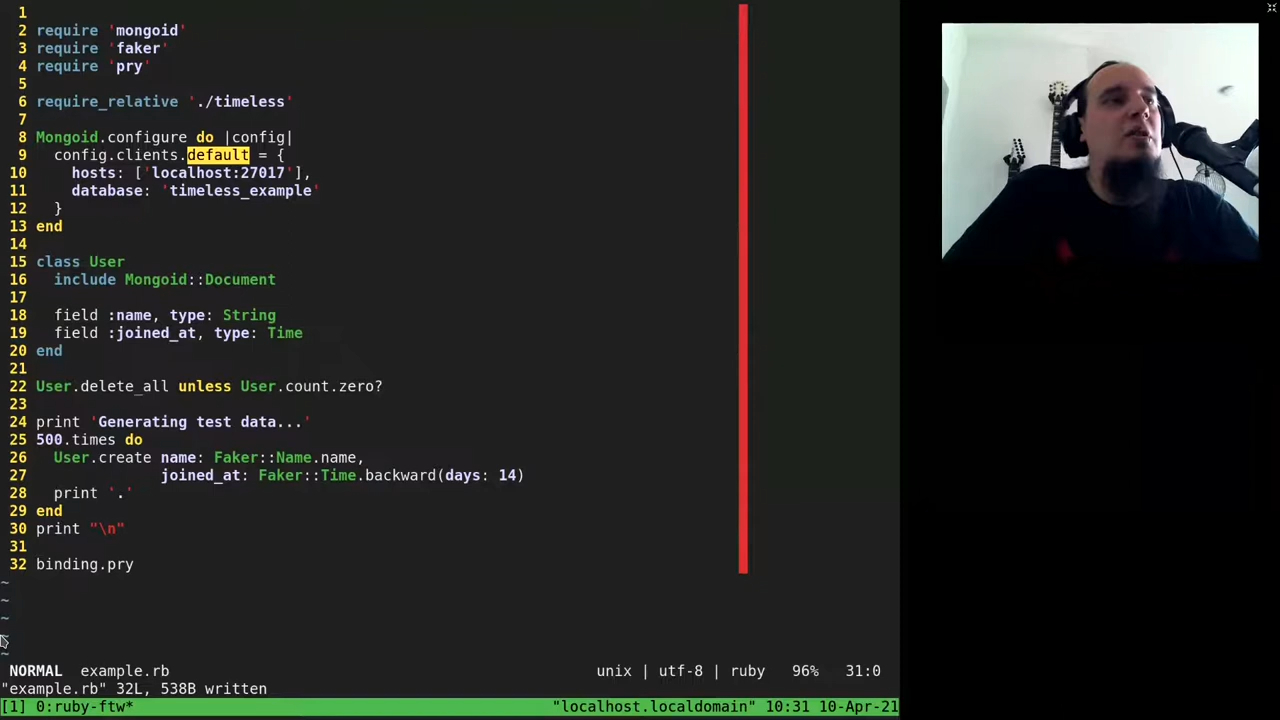 1
2 require 'mongoid'
3 require 'faker'
4 require 'pry'
5
6 require_relative './timeless'
7
8 Mongoid.configure do |config|
9   config.clients.default = {
10     hosts: ['localhost:27017'],
11     database: 'timeless_example'
12   }
13 end
14
15 class User
16   include Mongoid::Document
17
18   field :name, type: String
19   field :joined_at, type: Time
20 end
21
22 User.delete_all unless User.count.zero?
23
24 print 'Generating test data...'
25 500.times do
26   User.create name: Faker::Name.name,
27               joined_at: Faker::Time.backward(days: 14)
28   print '.'
29 end
30 print "\n"
31
32 binding.pry
~
~
~
~
~
NORMAL example.rb unix | utf-8 | ruby 96% 31:0
"example.rb" 32L, 538B written
[1] 0:ruby-ftw* "localhost.localdomain" 10:31 10-Apr-21